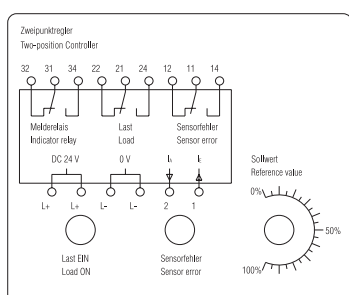 Zweipunktregler
Two-position Controller
32 31 34 22 21 24 12 11 14
Melderelais
Indicator relay
Last
Load
Sensorfehler
Sensor error
DC 24 V
0 V
L+ L+ L- L- 2 1
Sollwert
Reference value
0%
50%
100%
Last EIN
Load ON
Sensorfehler
Sensor error